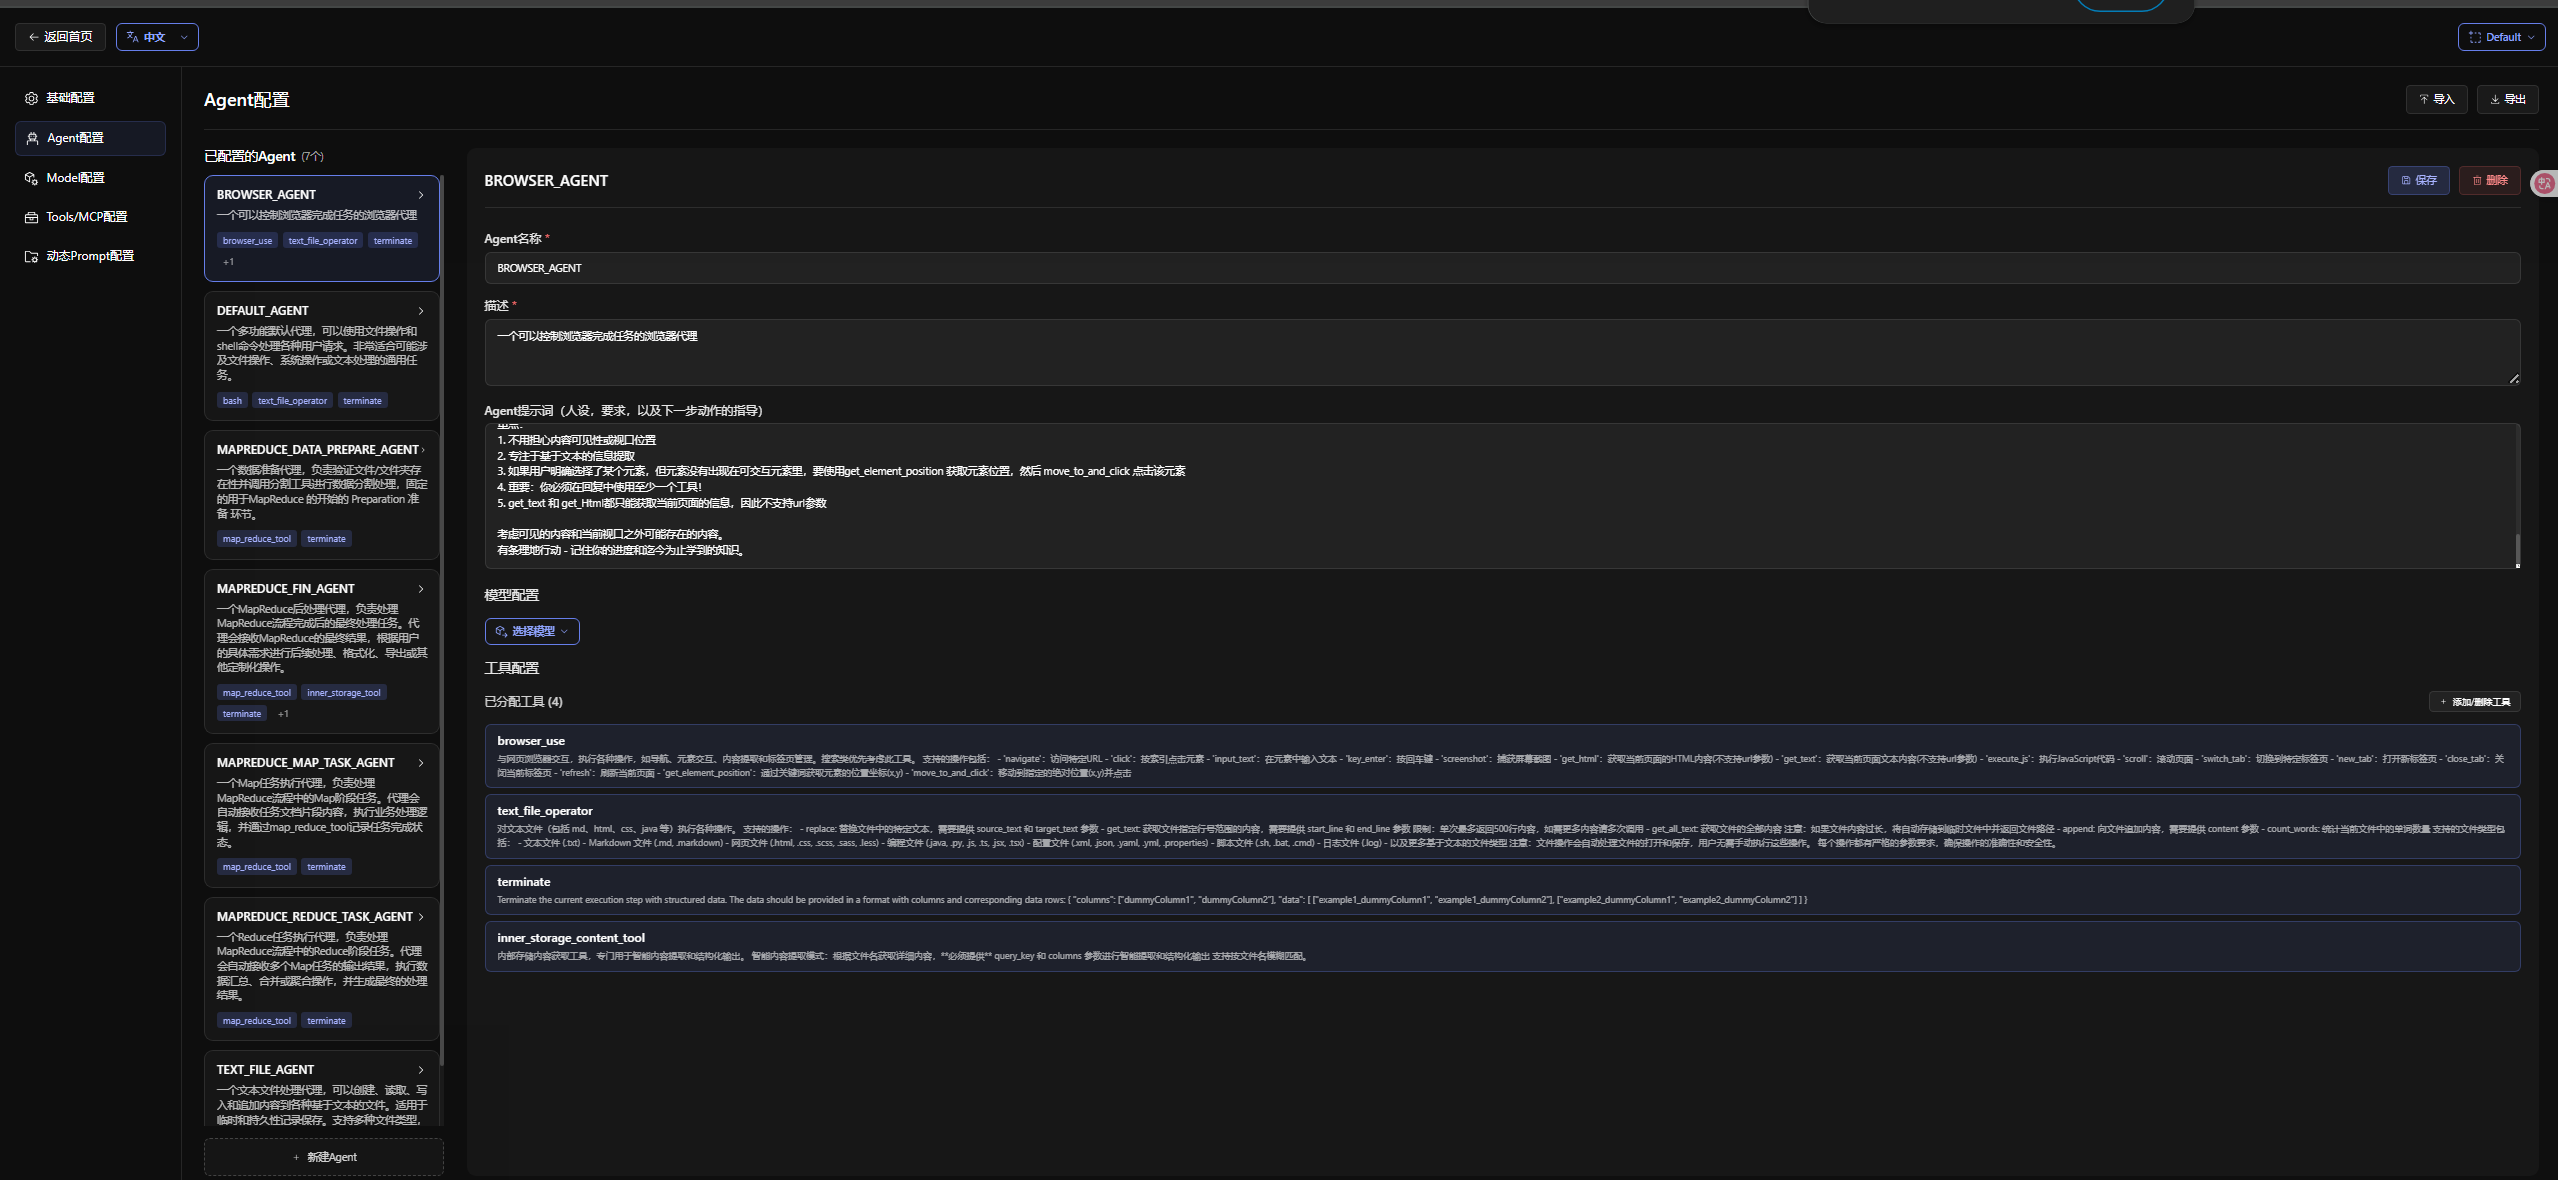 返回首页
中文
Default
基础配置
Agent配置
Model配置
Tools/MCP配置
动态Prompt配置
Agent配置
导入
导出
已配置的Agent (7个)
BROWSER_AGENT
一个可以控制浏览器完成任务的浏览器代理
browser_use text_file_operator terminate
+1
DEFAULT_AGENT
一个多功能默认代理，可以使用文件操作和
shell命令处理各种用户请求。非常适合可能涉
及文件操作、系统操作或文本处理的通用任
务。
bash text_file_operator terminate
MAPREDUCE_DATA_PREPARE_AGENT
一个数据准备代理，负责验证文件/文件夹存
在性并调用分割工具进行数据分割处理，固定
的用于MapReduce 的开始的 Preparation 准
备 环节。
map_reduce_tool terminate
MAPREDUCE_FIN_AGENT
一个MapReduce后处理代理，负责处理
MapReduce流程完成后的最终处理任务。代
理会接收MapReduce的最终结果，根据用户
的具体需求进行后续处理、格式化、导出或其
他定制化操作。
map_reduce_tool inner_storage_tool
terminate +1
MAPREDUCE_MAP_TASK_AGENT
一个Map任务执行代理，负责处理
MapReduce流程中的Map阶段任务。代理会
自动接收任务文档片段内容，执行业务处理逻
辑，并通过map_reduce_tool记录任务完成状
态。
map_reduce_tool terminate
MAPREDUCE_REDUCE_TASK_AGENT
一个Reduce任务执行代理，负责处理
MapReduce流程中的Reduce阶段任务。代理
会自动接收多个Map任务的输出结果，执行数
据汇总、合并或聚合操作，并生成最终的处理
结果。
map_reduce_tool terminate
TEXT_FILE_AGENT
一个文本文件处理代理，可以创建、读取、写
入和追加内容到各种基于文本的文件。适用于
临时和持久性记录保存。支持多种文件类型，
+ 新建Agent
BROWSER_AGENT
保存
删除
Agent名称 *
BROWSER_AGENT
描述 *
一个可以控制浏览器完成任务的浏览器代理
Agent提示词（人设，要求，以及下一步动作的指导）
重点：
1. 不用担心内容可见性或视口位置
2. 专注于基于文本的信息提取
3. 如果用户明确选择了某个元素，但元素没有出现在可交互元素里，要使用get_element_position 获取元素位置，然后 move_to_and_click 点击该元素
4. 重要：你必须在回复中使用至少一个工具！
5. get_text 和 get_Html都只能获取当前页面的信息，因此不支持url参数
考虑可见的内容和当前视口之外可能存在的内容。
有条理地行动 - 记住你的进度和迄今为止学到的知识。
模型配置
选择模型
工具配置
已分配工具 (4)
+ 添加/删除工具
browser_use
与网页浏览器交互，执行各种操作，如导航、元素交互、内容提取和标签页管理。搜索类优先考虑此工具。 支持的操作包括： - 'navigate'：访问特定URL - 'click'：按索引点击元素 - 'input_text'：在元素中输入文本 - 'key_enter'：按回车键 - 'screenshot'：捕获屏幕截图 - 'get_html'：获取当前页面的HTML内容(不支持url参数) - 'get_text'：获取当前页面文本内容(不支持url参数) - 'execute_js'：执行JavaScript代码 - 'scroll'：滚动页面 - 'switch_tab'：切换到特定标签页 - 'new_tab'：打开新标签页 - 'close_tab'：关
闭当前标签页 - 'refresh'：刷新当前页面 - 'get_element_position'：通过关键词获取元素的位置坐标(x,y) - 'move_to_and_click'：移动到指定的绝对位置(x,y)并点击
text_file_operator
对文本文件（包括 md、html、css、java 等）执行各种操作。 支持的操作： - replace: 替换文件中的特定文本，需要提供 source_text 和 target_text 参数 - get_text: 获取文件指定行号范围的内容，需要提供 start_line 和 end_line 参数 限制：单次最多返回500行内容，如需更多内容请多次调用 - get_all_text: 获取文件的全部内容 注意：如果文件内容过长，将自动存储到临时文件中并返回文件路径 - append: 向文件追加内容，需要提供 content 参数 - count_words: 统计当前文件中的单词数量 支持的文件类型包
括： - 文本文件 (.txt) - Markdown 文件 (.md, .markdown) - 网页文件 (.html, .css, .scss, .sass, .less) - 编程文件 (.java, .py, .js, .ts, .jsx, .tsx) - 配置文件 (.xml, .json, .yaml, .yml, .properties) - 脚本文件 (.sh, .bat, .cmd) - 日志文件 (.log) - 以及更多基于文本的文件类型 注意：文件操作会自动处理文件的打开和保存，用户无需手动执行这些操作。 每个操作都有严格的参数要求，确保操作的准确性和安全性。
terminate
Terminate the current execution step with structured data. The data should be provided in a format with columns and corresponding data rows: { "columns": ["dummyColumn1", "dummyColumn2"], "data": [ ["example1_dummyColumn1", "example1_dummyColumn2"], ["example2_dummyColumn1", "example2_dummyColumn2"] ] }
inner_storage_content_tool
内部存储内容获取工具，专门用于智能内容提取和结构化输出。 智能内容提取模式：根据文件名获取详细内容，**必须提供** query_key 和 columns 参数进行智能提取和结构化输出 支持按文件名模糊匹配。